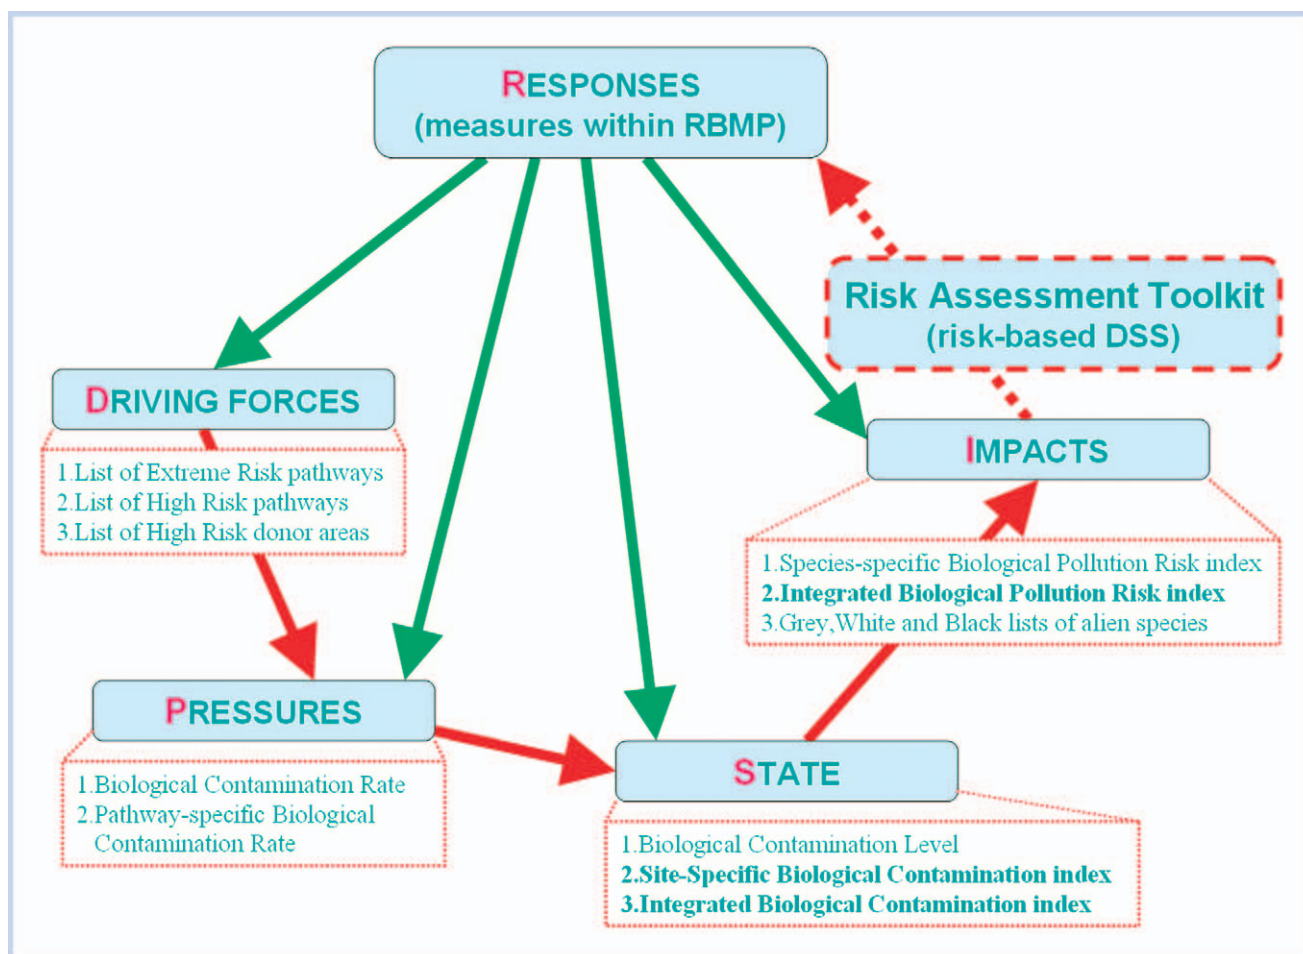 RESPONSES
(measures within RBMP)
Risk Assessment Toolkit
(risk-based DSS)
DRIVING FORCES
1.List of Extreme Risk pathways
2.List of High Risk pathways
3.List of High Risk donor areas
IMPACTS
1.Species-specific Biological Pollution Risk index
2.Integrated Biological Pollution Risk index
3.Grey,White and Black lists of alien species
PRESSURES
1.Biological Contamination Rate
2.Pathway-specific Biological
Contamination Rate
STATE
1.Biological Contamination Level
2.Site-Specific Biological Contamination index
3.Integrated Biological Contamination index